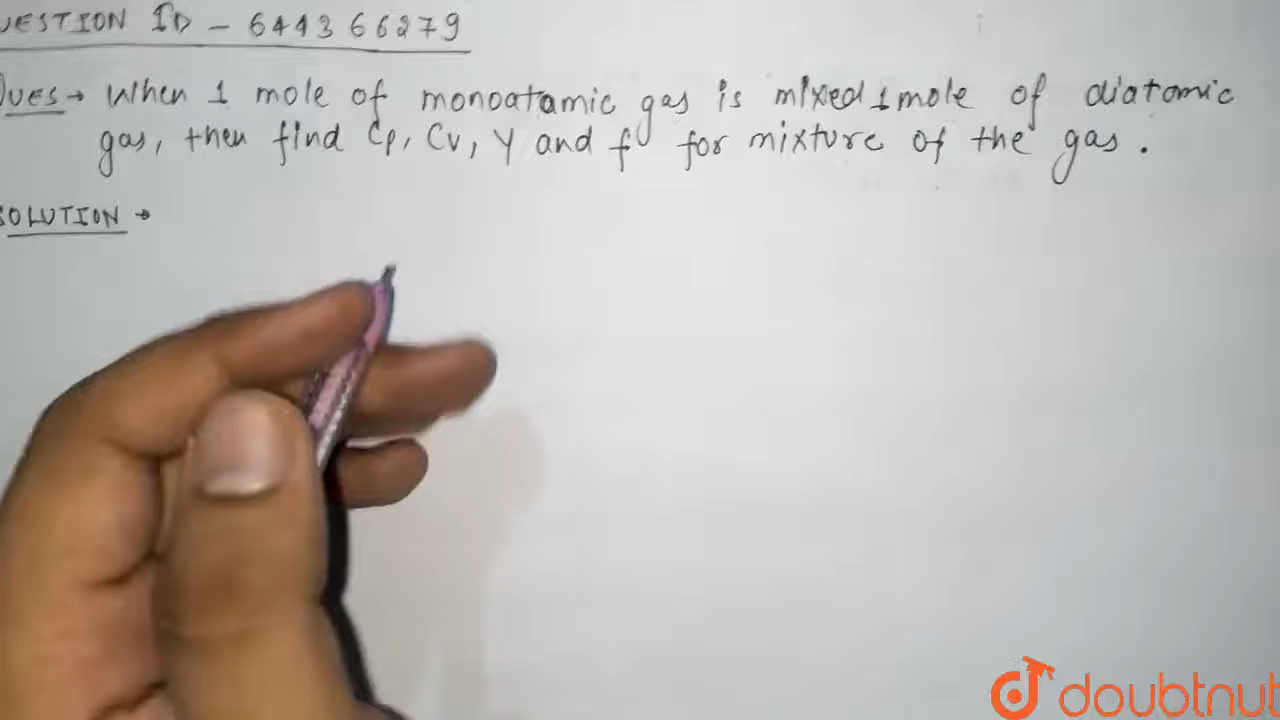 UESTION ID - 644366279
QUES → When 1 mole of monoatamic gas is mixed 1 mole of diatomic
gas, then find Cp, Cv, Y and f for mixture of the gas.
SOLUTION →
doubtnut